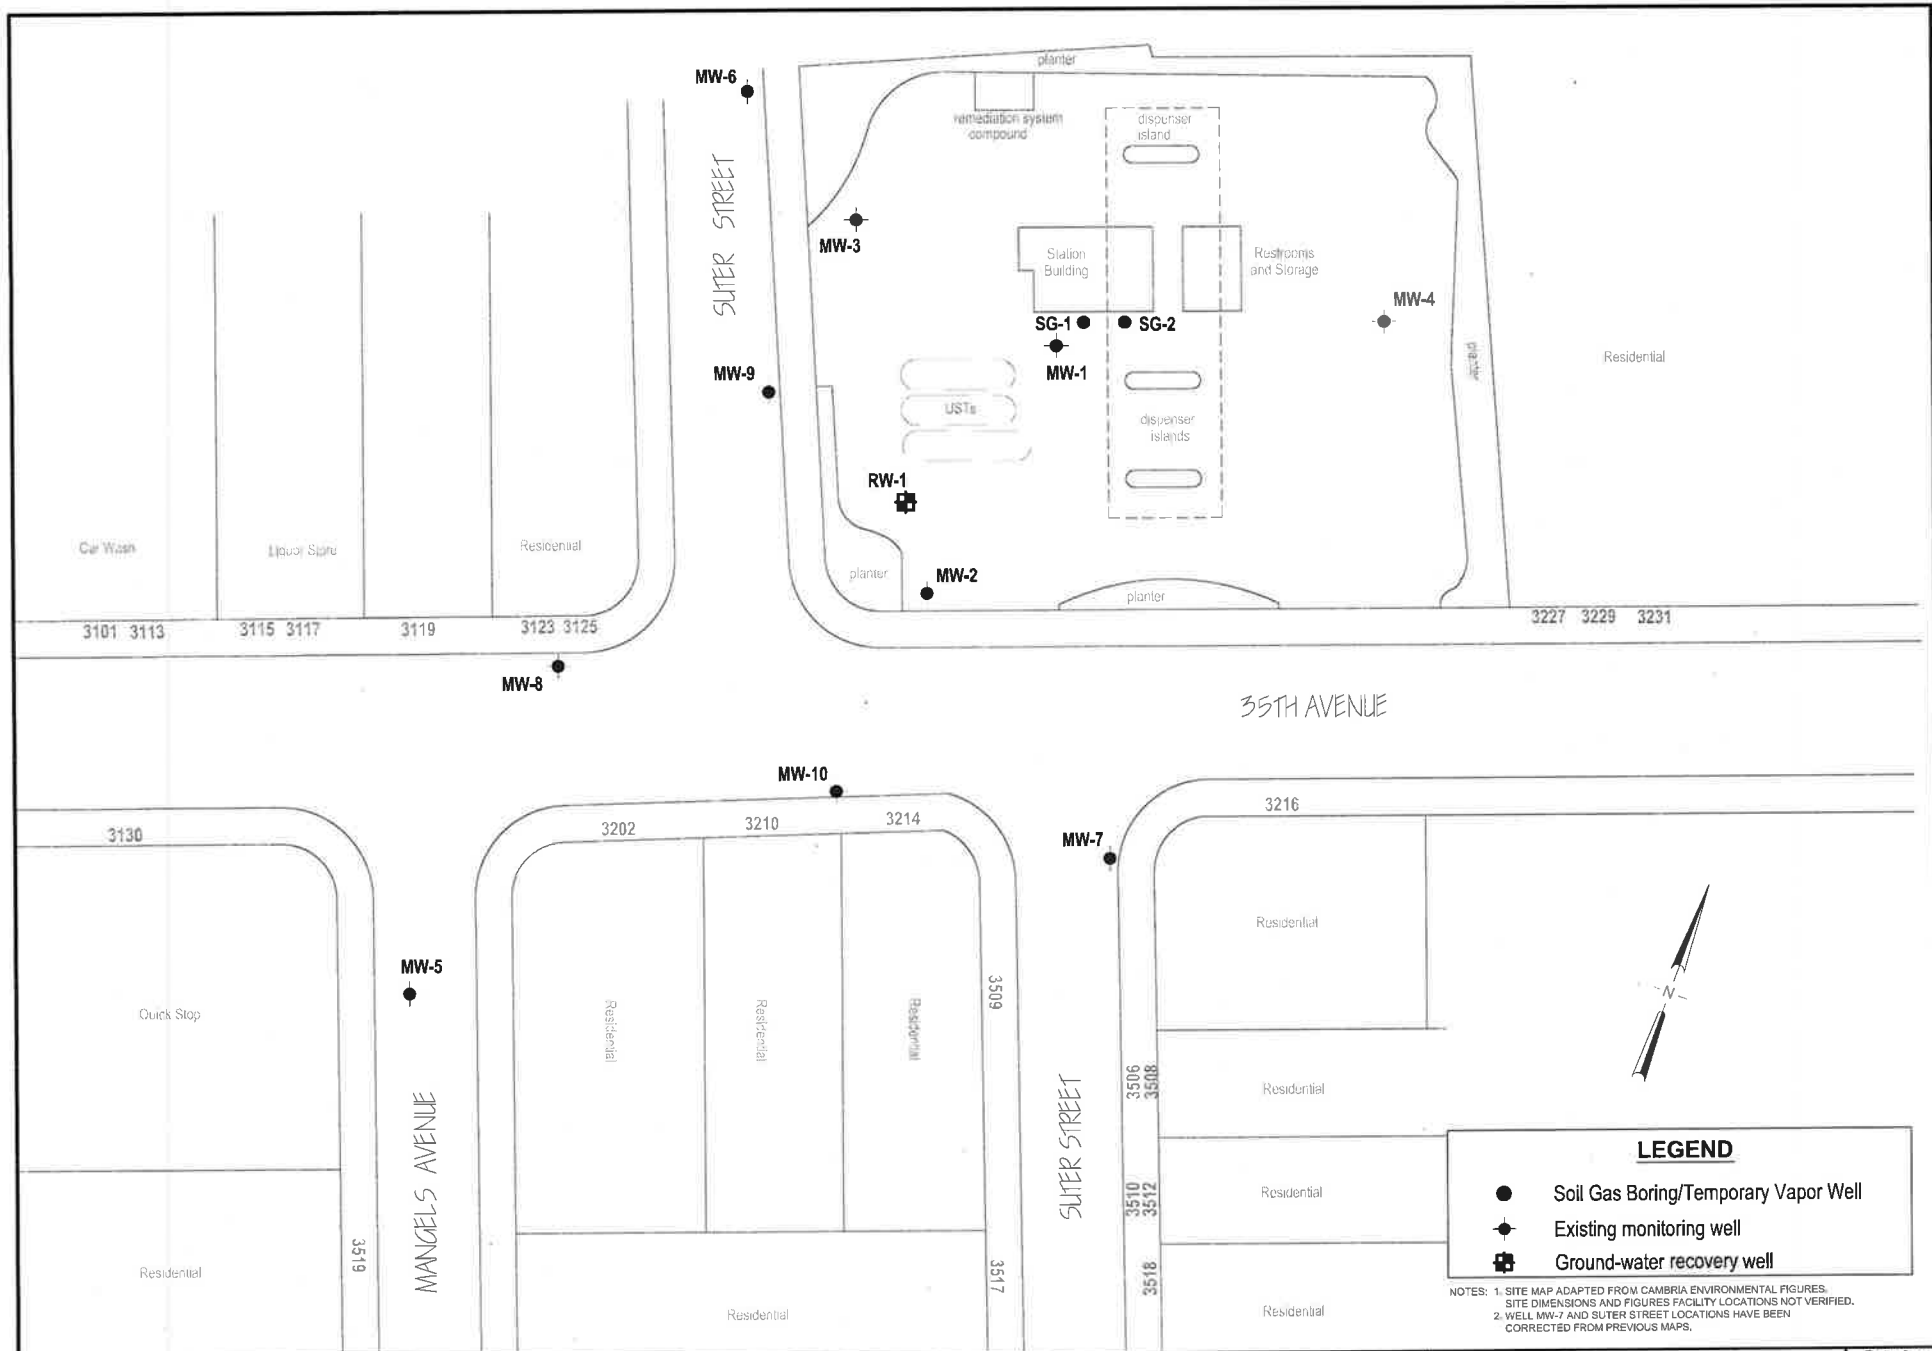 planter
MW-6
remediation system
compound
dispenser
island
SUTER STREET
MW-3
Station
Building
Restrooms
and Storage
MW-4
SG-1
SG-2
MW-1
planter
Residential
MW-9
USTs
dispenser
islands
RW-1
Car Wash
Liquor Store
Residential
planter
MW-2
planter
3101 3113
3115 3117
3119
3123 3125
3227 3229 3231
MW-8
35TH AVENUE
MW-10
3130
3202
3210
3214
3216
MW-7
Residential
MW-5
Quick Stop
Residential
Residential
Residential
3509
N
MANGELS AVENUE
SUTER STREET
3506
3508
Residential
3510
3512
Residential
3518
Residential
3519
Residential
3517
Residential
LEGEND
Soil Gas Boring/Temporary Vapor Well
Existing monitoring well
Ground-water recovery well
NOTES: 1. SITE MAP ADAPTED FROM CAMBRIA ENVIRONMENTAL FIGURES.
SITE DIMENSIONS AND FIGURES FACILITY LOCATIONS NOT VERIFIED.
2. WELL MW-7 AND SUTER STREET LOCATIONS HAVE BEEN
CORRECTED FROM PREVIOUS MAPS.